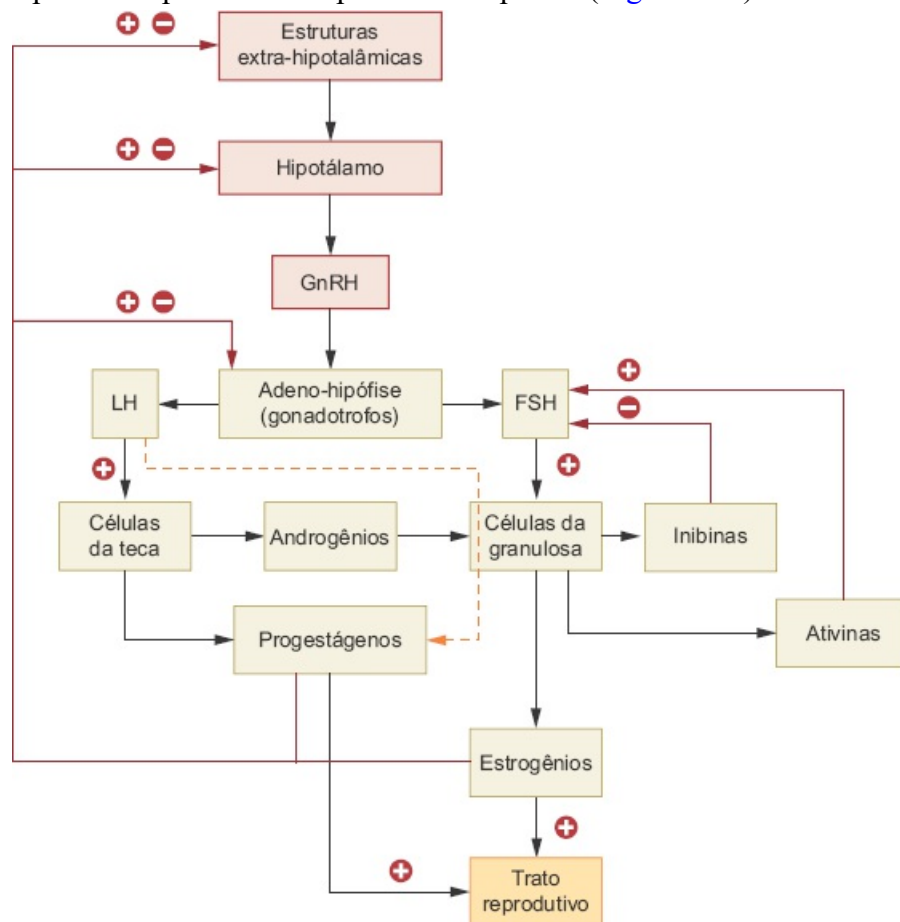 Estruturas
extra-hipotalâmicas
Hipotálamo
GnRH
LH
Adeno-hipófise
(gonadotrofos)
FSH
Células
da teca
Androgênios
Células da
granulosa
Inibinas
Progestágenos
Ativinas
Estrogênios
Trato
reprodutivo